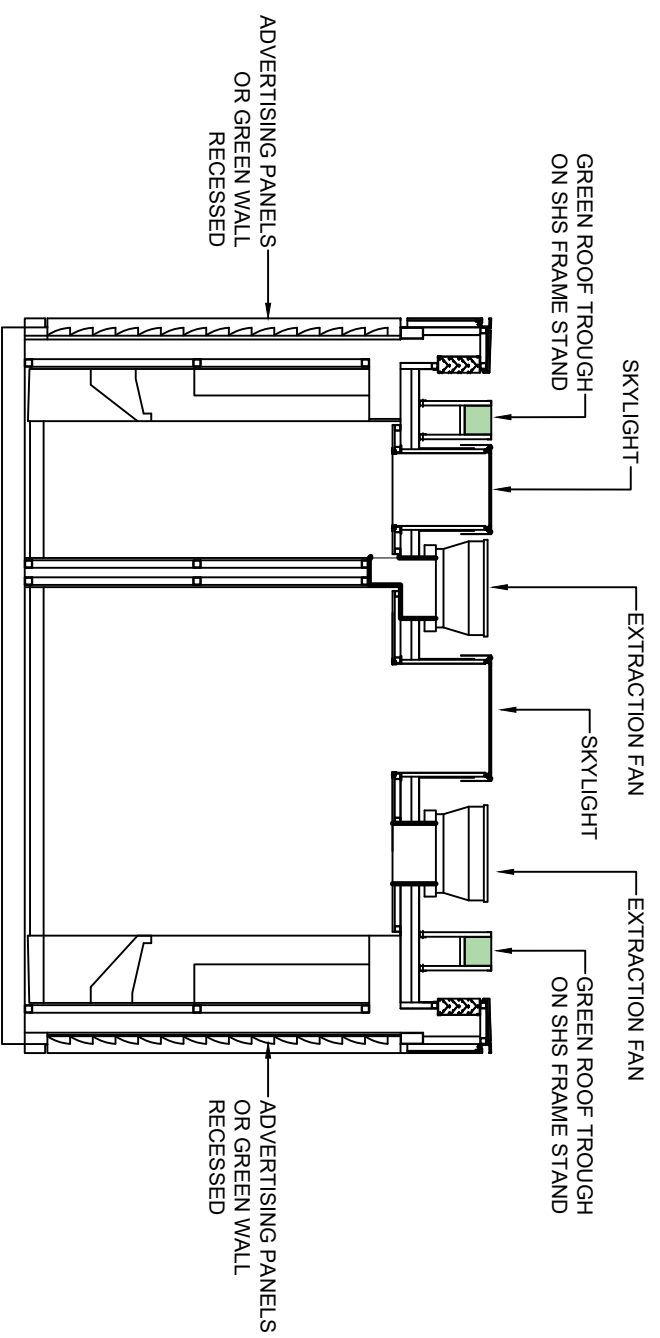 GREEN ROOF TROUGH
ON SHS FRAME STAND
SKYLIGHT
EXTRACTION FAN
SKYLIGHT
EXTRACTION FAN
GREEN ROOF TROUGH
ON SHS FRAME STAND
ADVERTISING PANELS
OR GREEN WALL
RECESSED
ADVERTISING PANELS
OR GREEN WALL
RECESSED